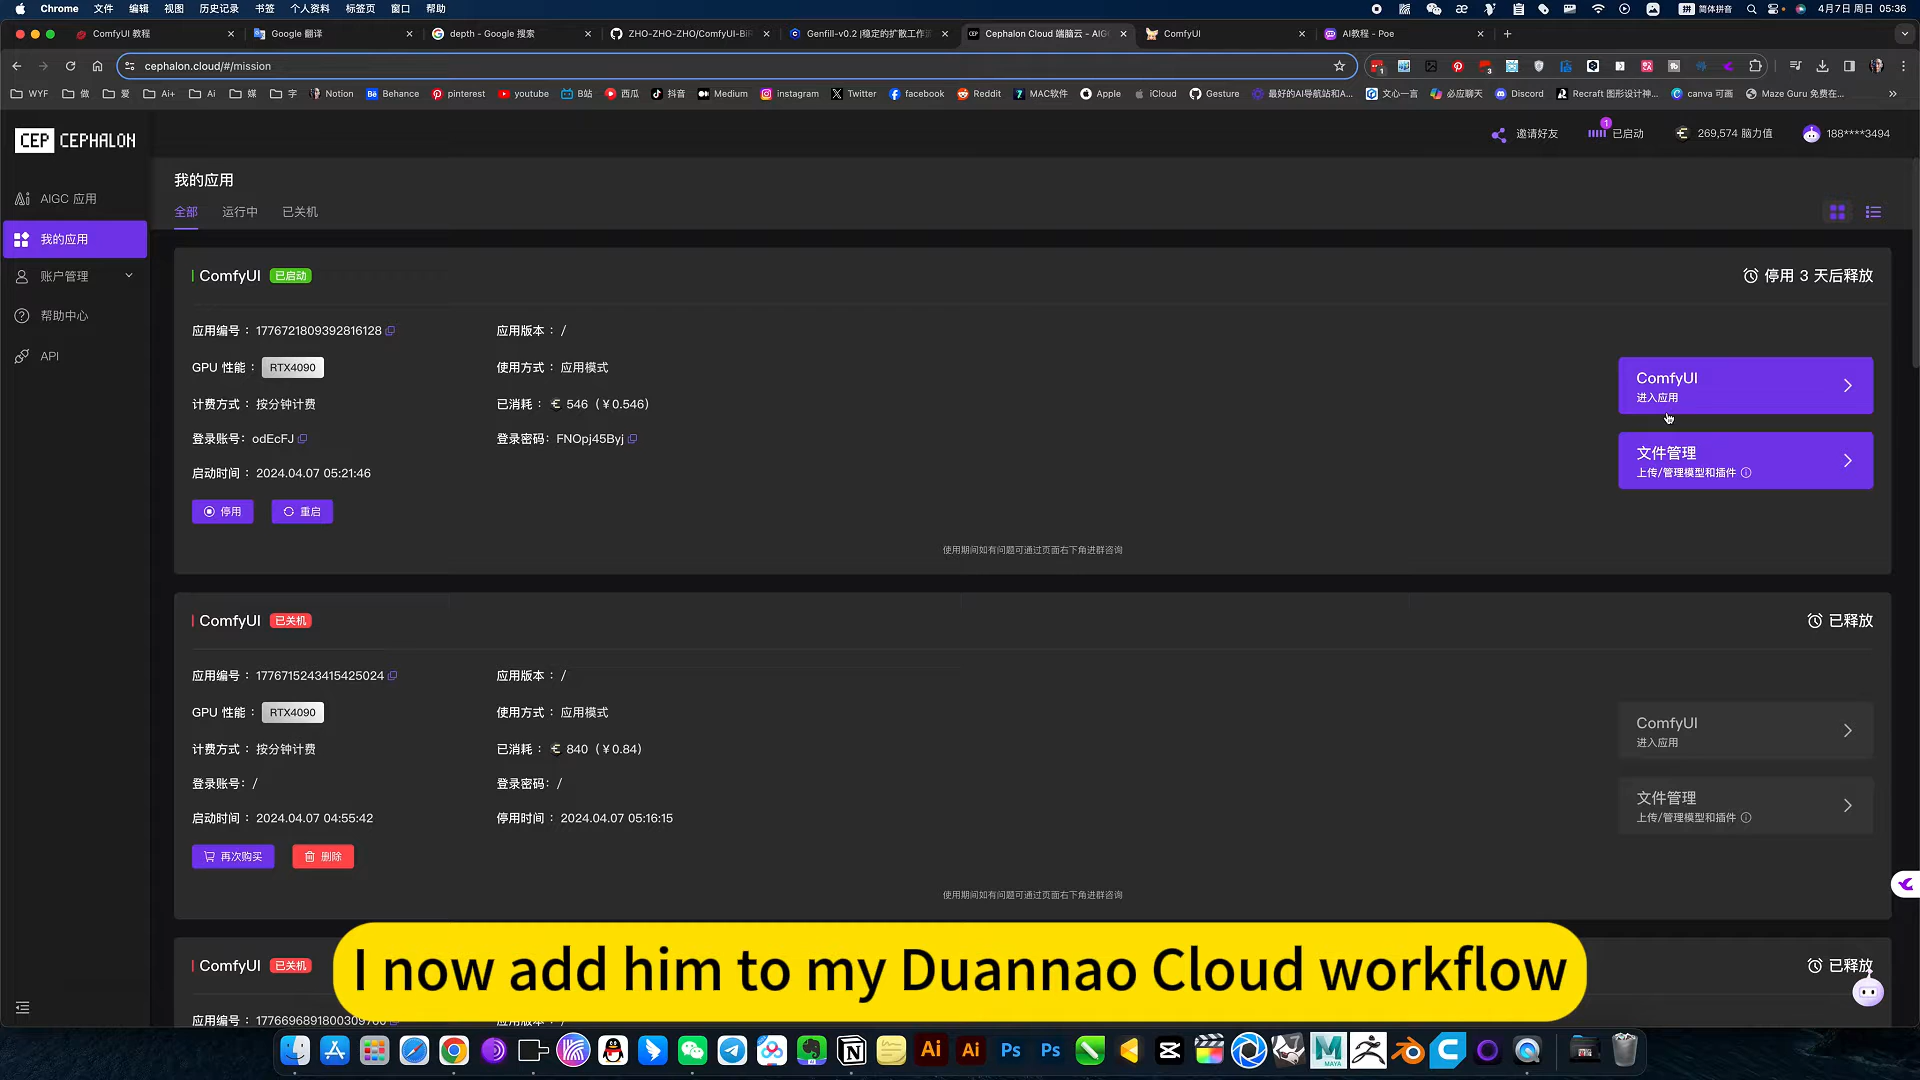 Chrome 文件 编辑 视图 历史记录 书签 个人资料 标签页 窗口 帮助 简体拼音 4月7日 周日 05:36
ComfyUI 教程 Google 翻译 depth - Google 搜索 ZHO-ZHO-ZHO/ComfyUI-BiR Genfill-v0.2 |稳定的扩散工作流 Cephalon Cloud 端脑云 - AIG ComfyUI AI教程 - Poe
cephalon.cloud/#/mission
WYF 做 爱 Ai+ Ai 媒 字 Notion Behance pinterest youtube B站 西瓜 抖音 Medium instagram Twitter facebook Reddit MAC软件 Apple iCloud Gesture 最好的AI导航站和A... 文心一言 必应聊天 Discord Recraft 图形设计神... canva 可画 Maze Guru 免费在...
CEP CEPHALON
邀请好友 1 已启动 269,574 脑力值 188****3494
AIGC 应用
我的应用
账户管理
帮助中心
API
我的应用
全部 运行中 已关机
ComfyUI 已启动 停用 3 天后释放
应用编号： 1776721809392816128 应用版本： /
GPU 性能： RTX4090 使用方式： 应用模式
计费方式： 按分钟计费 已消耗： 546（￥0.546）
登录账号： odEcFJ 登录密码： FNOpj45Byj
启动时间： 2024.04.07 05:21:46
停用 重启
ComfyUI
进入应用
文件管理
上传/管理模型和插件
使用期间如有问题可通过页面右下角进群咨询
ComfyUI 已关机 已释放
应用编号： 1776715243415425024 应用版本： /
GPU 性能： RTX4090 使用方式： 应用模式
计费方式： 按分钟计费 已消耗： 840（￥0.84）
登录账号： / 登录密码： /
启动时间： 2024.04.07 04:55:42 停用时间： 2024.04.07 05:16:15
再次购买 删除
ComfyUI
进入应用
文件管理
上传/管理模型和插件
使用期间如有问题可通过页面右下角进群咨询
ComfyUI 已关机 已释放
I now add him to my Duannao Cloud workflow
应用编号：
Ai Ai Ps Ps MAYA